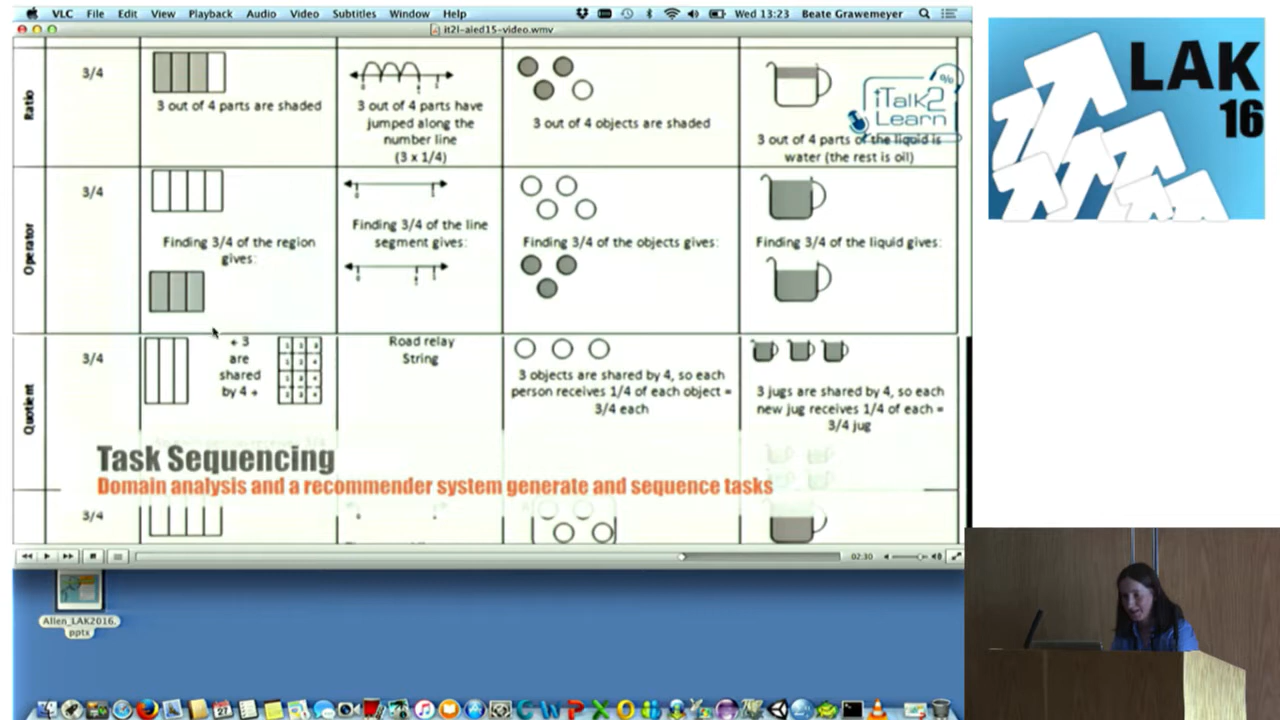 VLC File Edit View Playback Audio Video Subtitles Window Help Wed 13:23 Beate Grawemeyer
it2l-aied15-video.wmv
LAK
16
iTalk2
Learn
%
Ratio
3/4
3 out of 4 parts are shaded
3 out of 4 parts have
jumped along the
number line
(3 x 1/4)
3 out of 4 objects are shaded
3 out of 4 parts of the liquid is
water (the rest is oil)
Operator
3/4
Finding 3/4 of the region
gives:
Finding 3/4 of the line
segment gives:
Finding 3/4 of the objects gives:
Finding 3/4 of the liquid gives:
Quotient
3/4
3
are
shared
by 4
Road relay
String
3 objects are shared by 4, so each
person receives 1/4 of each object =
3/4 each
3 jugs are shared by 4, so each
new jug receives 1/4 of each =
3/4 jug
Task Sequencing
Domain analysis and a recommender system generate and sequence tasks
3/4
02:30
Allen_LAK2016.
pptx